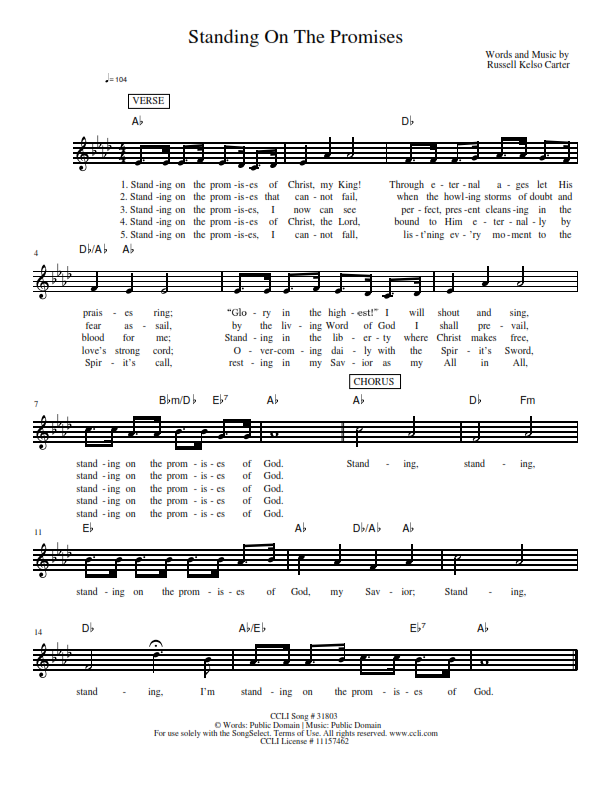 Standing On The Promises
Words and Music by
Russell Kelso Carter
♩= 104
VERSE
A♭ D♭
1. Stand - ing on the prom - is - es of Christ, my King! Through e - ter - nal a - ges let His
2. Stand - ing on the prom - is - es that can - not fail, when the howl - ing storms of doubt and
3. Stand - ing on the prom - is - es, I now can see per - fect, pres - ent cleans - ing in the
4. Stand - ing on the prom - is - es of Christ, the Lord, bound to Him e - ter - nal - ly by
5. Stand - ing on the prom - is - es, I can - not fall, lis - t'ning ev - 'ry mo - ment to the
4 D♭/A♭ A♭
prais - es ring; “Glo - ry in the high - est!” I will shout and sing,
fear as - sail, by the liv - ing Word of God I shall pre - vail,
blood for me; Stand - ing in the lib - er - ty where Christ makes free,
love’s strong cord; O - ver - com - ing dai - ly with the Spir - it’s Sword,
Spir - it’s call, rest - ing in my Sav - ior as my All in All,
CHORUS
7 B♭m/D♭ E♭7 A♭ A♭ D♭ Fm
stand - ing on the prom - is - es of God. Stand - ing, stand - ing,
stand - ing on the prom - is - es of God.
stand - ing on the prom - is - es of God.
stand - ing on the prom - is - es of God.
stand - ing on the prom - is - es of God.
11 E♭ A♭ D♭/A♭ A♭
stand - ing on the prom - is - es of God, my Sav - ior; Stand - ing,
14 D♭ A♭/E♭ E♭7 A♭
stand - ing, I’m stand - ing on the prom - is - es of God.
CCLI Song # 31803
© Words: Public Domain | Music: Public Domain
For use solely with the SongSelect. Terms of Use. All rights reserved. www.ccli.com
CCLI License # 11157462